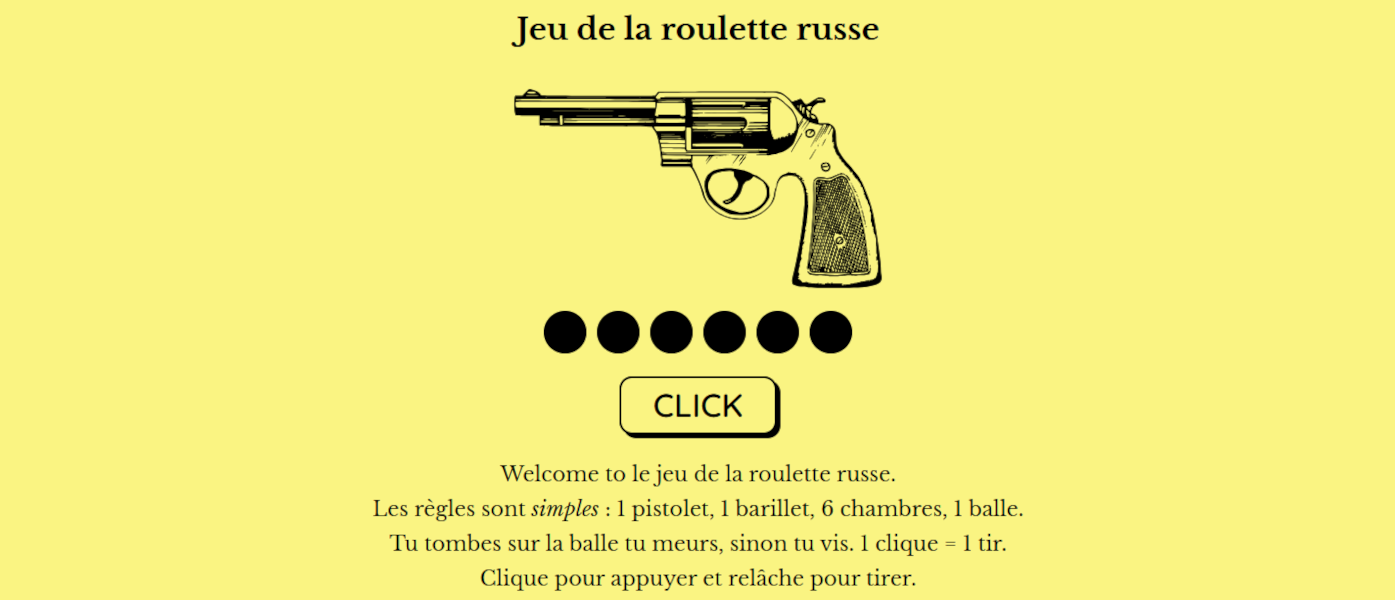 Jeu de la roulette russe
CLICK
Welcome to le jeu de la roulette russe.
Les règles sont simples : 1 pistolet, 1 barillet, 6 chambres, 1 balle.
Tu tombes sur la balle tu meurs, sinon tu vis. 1 clique = 1 tir.
Clique pour appuyer et relâche pour tirer.